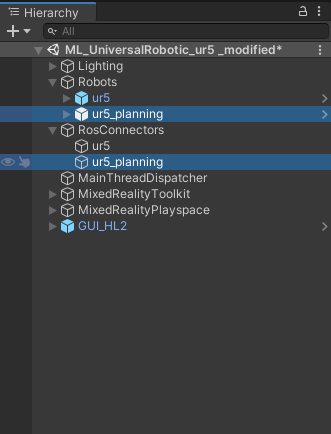 Hierarchy
All
ML_UniversalRobotic_ur5 _modified*
Lighting
Robots
ur5
ur5_planning
RosConnectors
ur5
ur5_planning
MainThreadDispatcher
MixedRealityToolkit
MixedRealityPlayspace
GUI_HL2